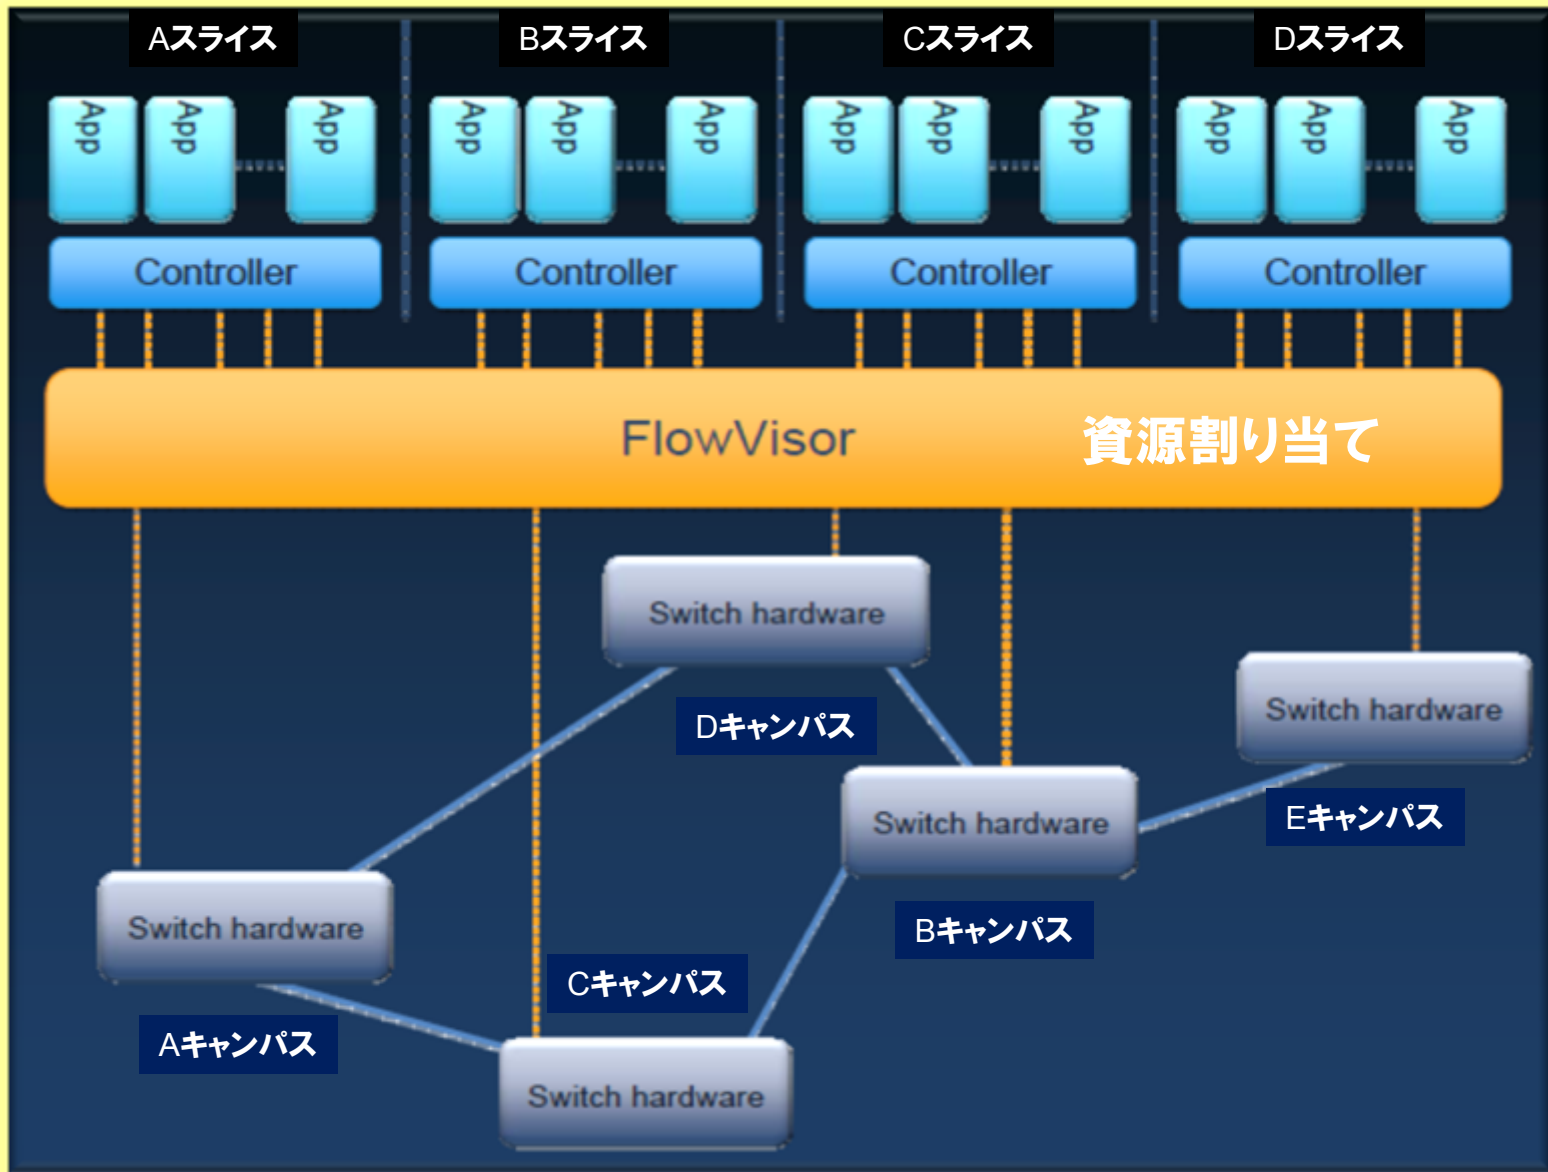 Aスライス
Bスライス
Cスライス
Dスライス
App
App
App
App
App
App
App
App
App
App
App
App
Controller
Controller
Controller
Controller
FlowVisor
資源割り当て
Switch hardware
Dキャンパス
Switch hardware
Eキャンパス
Switch hardware
Bキャンパス
Switch hardware
Aキャンパス
Cキャンパス
Switch hardware